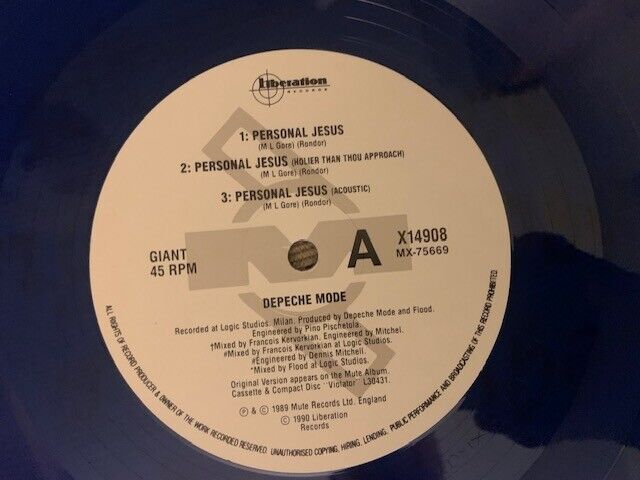 Liberation
RECORDS
1: PERSONAL JESUS
(M L Gore) (Rondor)
2: PERSONAL JESUS (HOLIER THAN THOU APPROACH)
(M L Gore) (Rondor)
3: PERSONAL JESUS (ACOUSTIC)
(M L Gore) (Rondor)
GIANT
45 RPM
A
X14908
MX-75669
DEPECHE MODE
Recorded at Logic Studios. Milan. Produced by Depeche Mode and Flood.
Engineered by Pino Pischetola.
†Mixed by Francois Kervorkian. Engineered by Mitchel.
#Mixed by Francois Kervorkian at Logic Studios.
#Engineered by Dennis Mitchell.
*Mixed by Flood at Logic Studios.
Original Version appears on the Mute Album.
Cassette & Compact Disc "Violator" L30431.
℗ & © 1989 Mute Records Ltd. England
© 1990 Liberation
Records
ALL RIGHTS OF RECORD PRODUCER & OWNER OF THE WORK RECORDED RESERVED. UNAUTHORISED COPYING, HIRING, LENDING, PUBLIC PERFORMANCE AND BROADCASTING OF THIS RECORD PROHIBITED